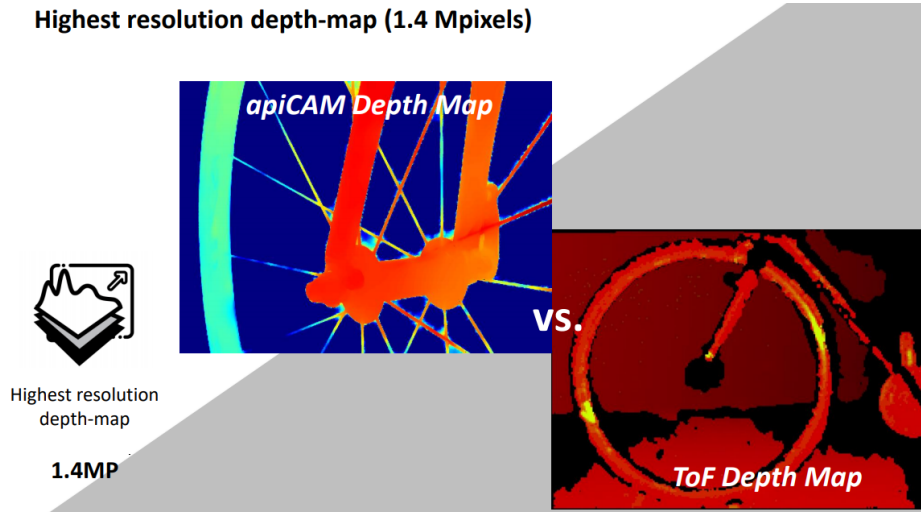 Highest resolution depth-map (1.4 Mpixels)
apiCAM Depth Map
vs.
Highest resolution
depth-map
1.4MP
ToF Depth Map